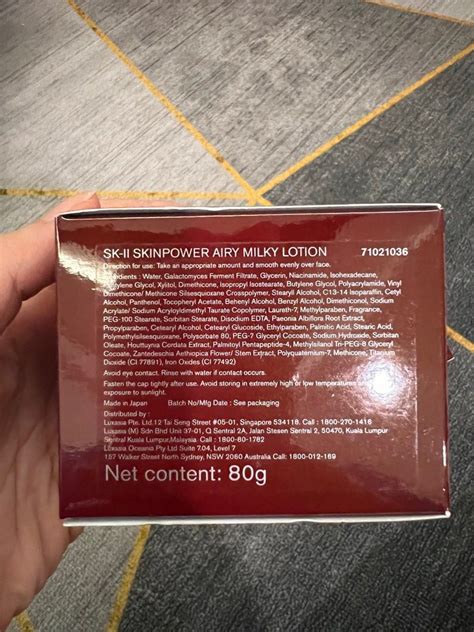 SK-II SKINPOWER AIRY MILKY LOTION 71021036
Direction for use: Take an appropriate amount and smooth evenly over face.
Ingredients : Water, Galactomyces Ferment Filtrate, Glycerin, Niacinamide, Isohexadecane,
Butylene Glycol, Xylitol, Dimethicone, Isopropyl Isostearate, Butylene Glycol, Polyacrylamide, Vinyl
Dimethicone/ Methicone Silsesquioxane Crosspolymer, Stearyl Alcohol, C13-14 Isoparaffin, Cetyl
Alcohol, Panthenol, Tocopheryl Acetate, Behenyl Alcohol, Benzyl Alcohol, Dimethiconol, Sodium
Acrylate/ Sodium Acryloyldimethyl Taurate Copolymer, Laureth-7, Methylparaben, Fragrance,
PEG-100 Stearate, Sorbitan Stearate, Disodium EDTA, Paeonia Albiflora Root Extract,
Propylparaben, Cetearyl Alcohol, Cetearyl Glucoside, Ethylparaben, Palmitic Acid, Stearic Acid,
Polymethylsilsesquioxane, Polysorbate 80, PEG-7 Glyceryl Cocoate, Sodium Hydroxide, Sorbitan
Oleate, Houttuynia Cordata Extract, Palmitoyl Pentapeptide-4, Methylsilanol Tri-PEG-8 Glyceryl
Cocoate, Zantedeschia Aethiopica Flower/ Stem Extract, Polyquaternium-7, Methicone, Titanium
Dioxide (CI 77891), Iron Oxides (CI 77492)
Avoid eye contact. Rinse with water if contact occurs.
Fasten the cap tightly after use. Avoid storing in extremely high or low temperatures and
exposure to sunlight.
Made in Japan Batch No/Mfg Date : See packaging
Distributed by :
Luxasia Pte. Ltd.12 Tai Seng Street #05-01, Singapore 534118. Call : 1800-270-1416
Luxasia (M) Sdn Bhd Unit 37-01, Q Sentral 2A, Jalan Stesen Sentral 2, 50470, Kuala Lumpur
Sentral Kuala Lumpur,Malaysia. Call : 1800-80-1782
Luxasia Oceania Pty Ltd Suite 7.04, Level 7
157 Walker Street North Sydney, NSW 2060 Australia Call: 1800-012-169
Net content: 80g